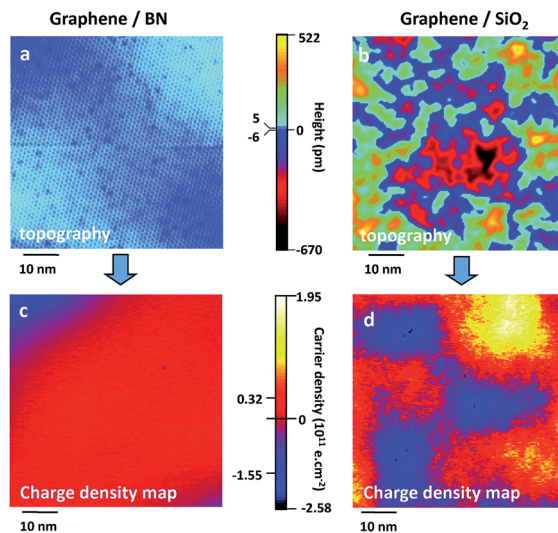 Graphene / BN
Graphene / SiO₂
a
topography
10 nm
522
5
0
-6
-670
Height (pm)
b
topography
10 nm
c
Charge density map
10 nm
1.95
0.32
0
-1.55
-2.58
Carrier density (10¹¹ e.cm⁻²)
d
Charge density map
10 nm